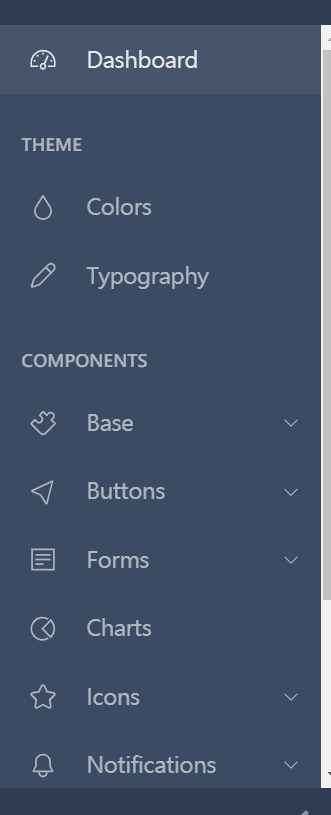 Dashboard
THEME
Colors
Typography
COMPONENTS
Base
Buttons
Forms
Charts
Icons
Notifications